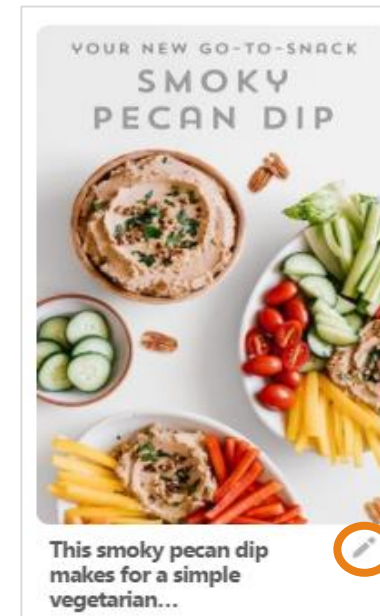 YOUR NEW GO-TO-SNACK
SMOKY
PECAN DIP
This smoky pecan dip
makes for a simple
vegetarian...